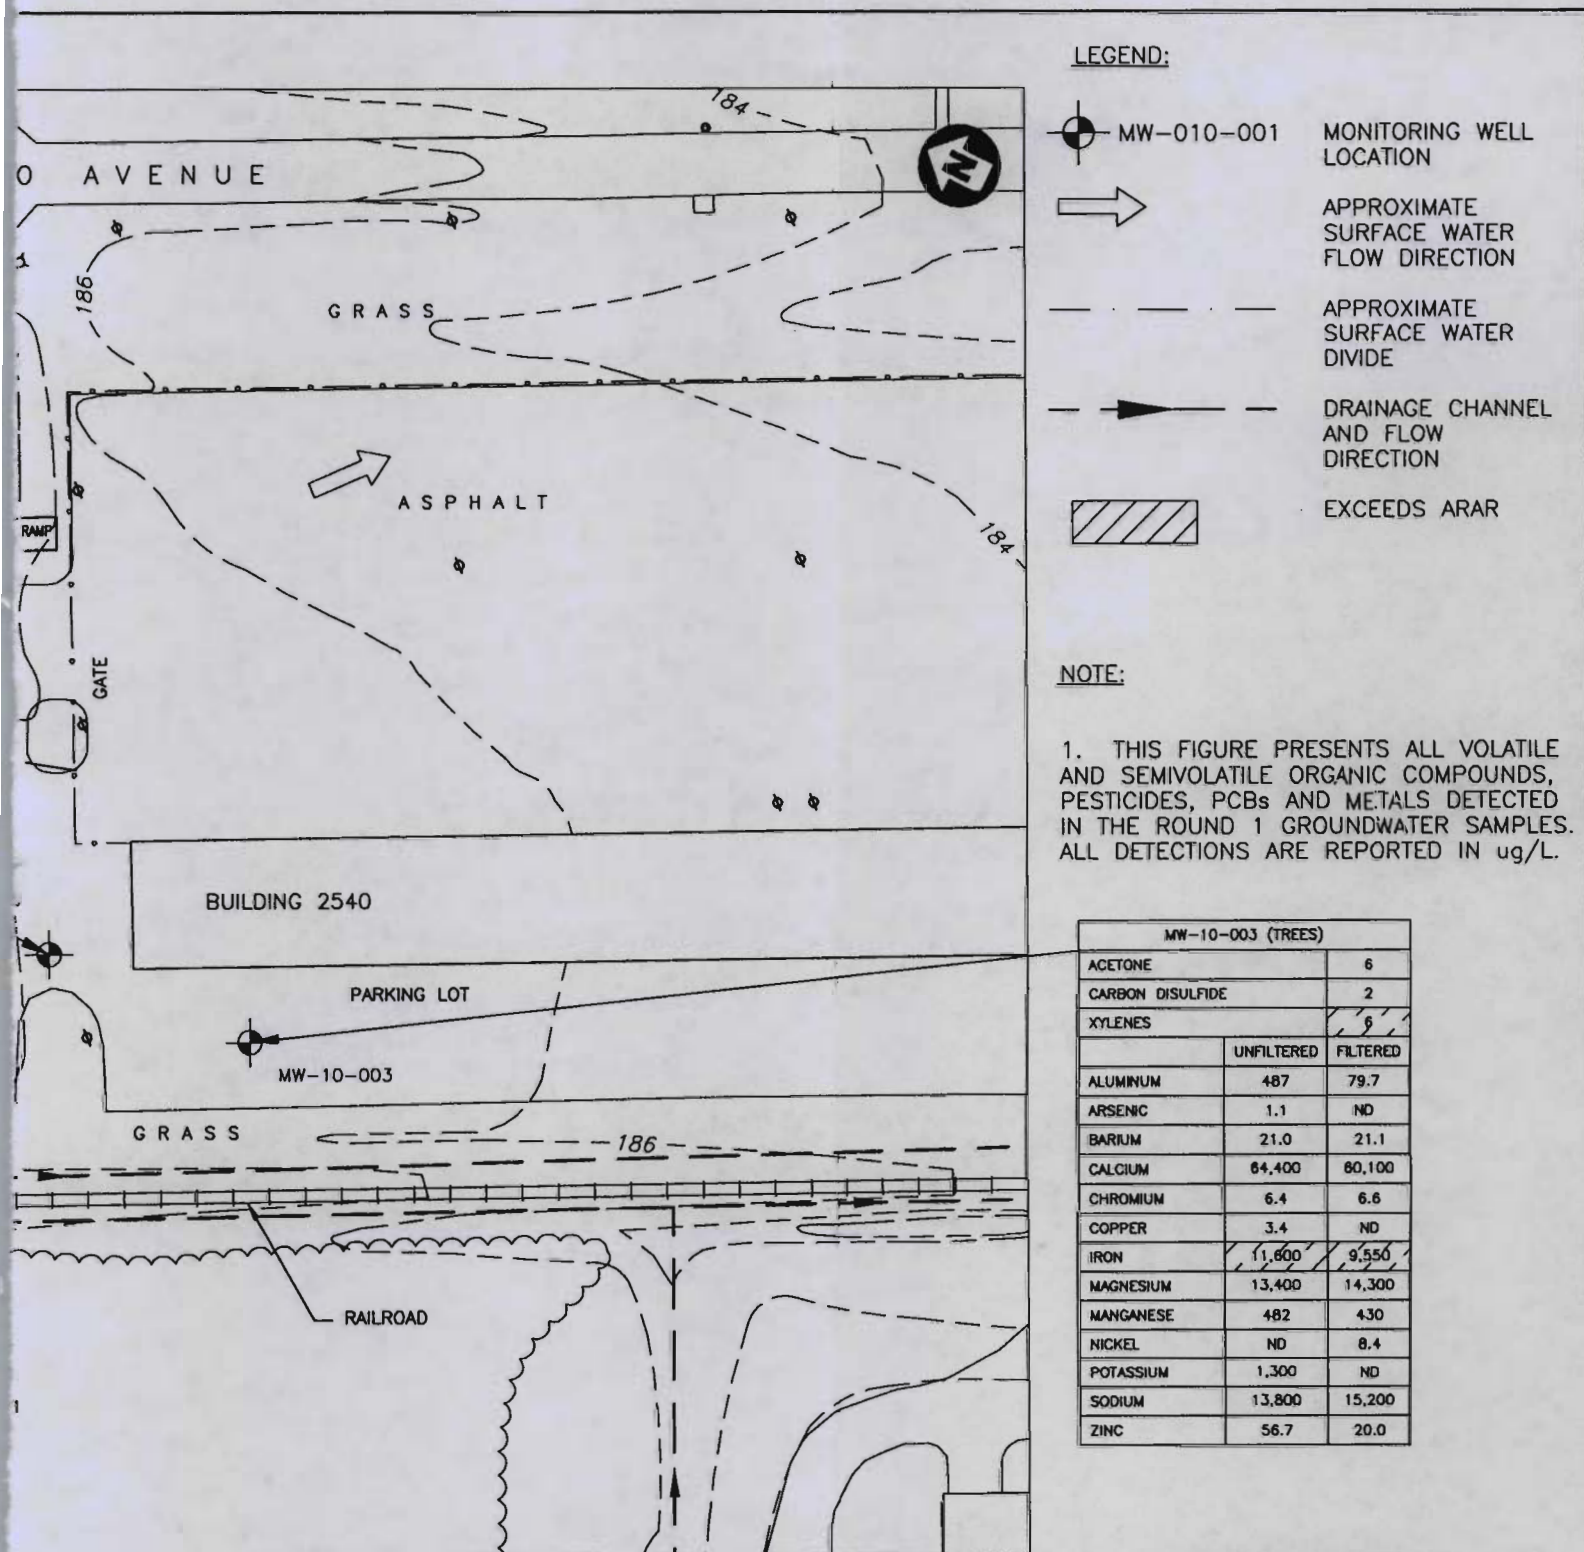 LEGEND:
MW-010-001 MONITORING WELL
LOCATION
APPROXIMATE
SURFACE WATER
FLOW DIRECTION
APPROXIMATE
SURFACE WATER
DIVIDE
DRAINAGE CHANNEL
AND FLOW
DIRECTION
EXCEEDS ARAR
184
N
O AVENUE
186
GRASS
ASPHALT
RAMP
184
GATE
BUILDING 2540
PARKING LOT
MW-10-003
GRASS
186
RAILROAD
NOTE:
1. THIS FIGURE PRESENTS ALL VOLATILE
AND SEMIVOLATILE ORGANIC COMPOUNDS,
PESTICIDES, PCBs AND METALS DETECTED
IN THE ROUND 1 GROUNDWATER SAMPLES.
ALL DETECTIONS ARE REPORTED IN ug/L.
MW-10-003 (TREES)
ACETONE 6
CARBON DISULFIDE 2
XYLENES 6
UNFILTERED FILTERED
ALUMINUM 487 79.7
ARSENIC 1.1 ND
BARIUM 21.0 21.1
CALCIUM 64,400 60,100
CHROMIUM 6.4 6.6
COPPER 3.4 ND
IRON 11,600 9,550
MAGNESIUM 13,400 14,300
MANGANESE 482 430
NICKEL ND 8.4
POTASSIUM 1,300 ND
SODIUM 13,800 15,200
ZINC 56.7 20.0